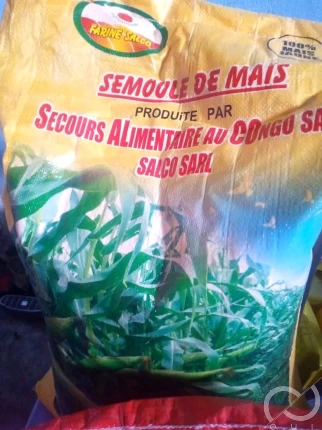 FARINE SALCO
100%
MAIS
SEMOULE DE MAIS
PRODUITE PAR
SECOURS ALIMENTAIRE AU CONGO SA
SALCO SARL